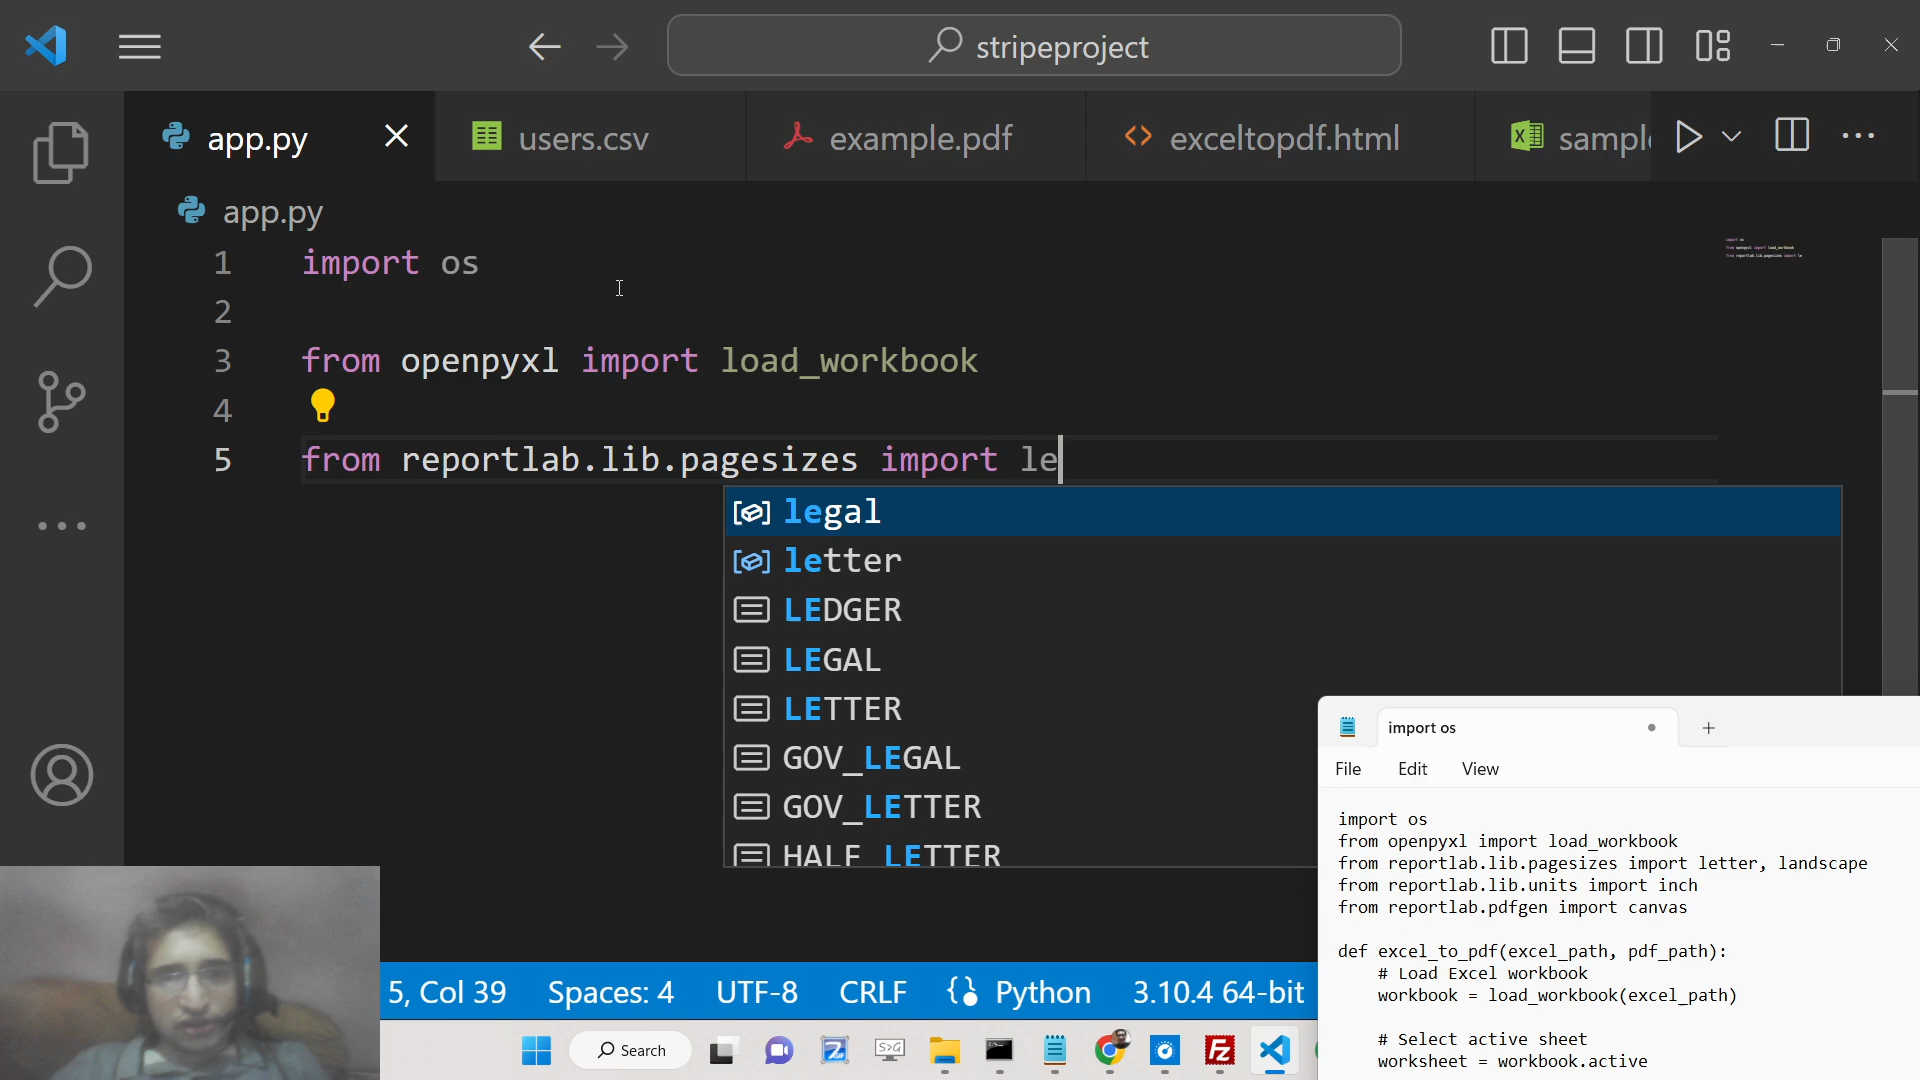 stripeproject
app.py
users.csv
example.pdf
exceltopdf.html
sample
app.py
1 import os
2
3 from openpyxl import load_workbook
4
5 from reportlab.lib.pagesizes import le
legal
letter
LEDGER
LEGAL
LETTER
GOV_LEGAL
GOV_LETTER
HALF_LETTER
import os
File Edit View
import os
from openpyxl import load_workbook
from reportlab.lib.pagesizes import letter, landscape
from reportlab.lib.units import inch
from reportlab.pdfgen import canvas
def excel_to_pdf(excel_path, pdf_path):
# Load Excel workbook
workbook = load_workbook(excel_path)
# Select active sheet
worksheet = workbook.active
5, Col 39 Spaces: 4 UTF-8 CRLF Python 3.10.4 64-bit
Search